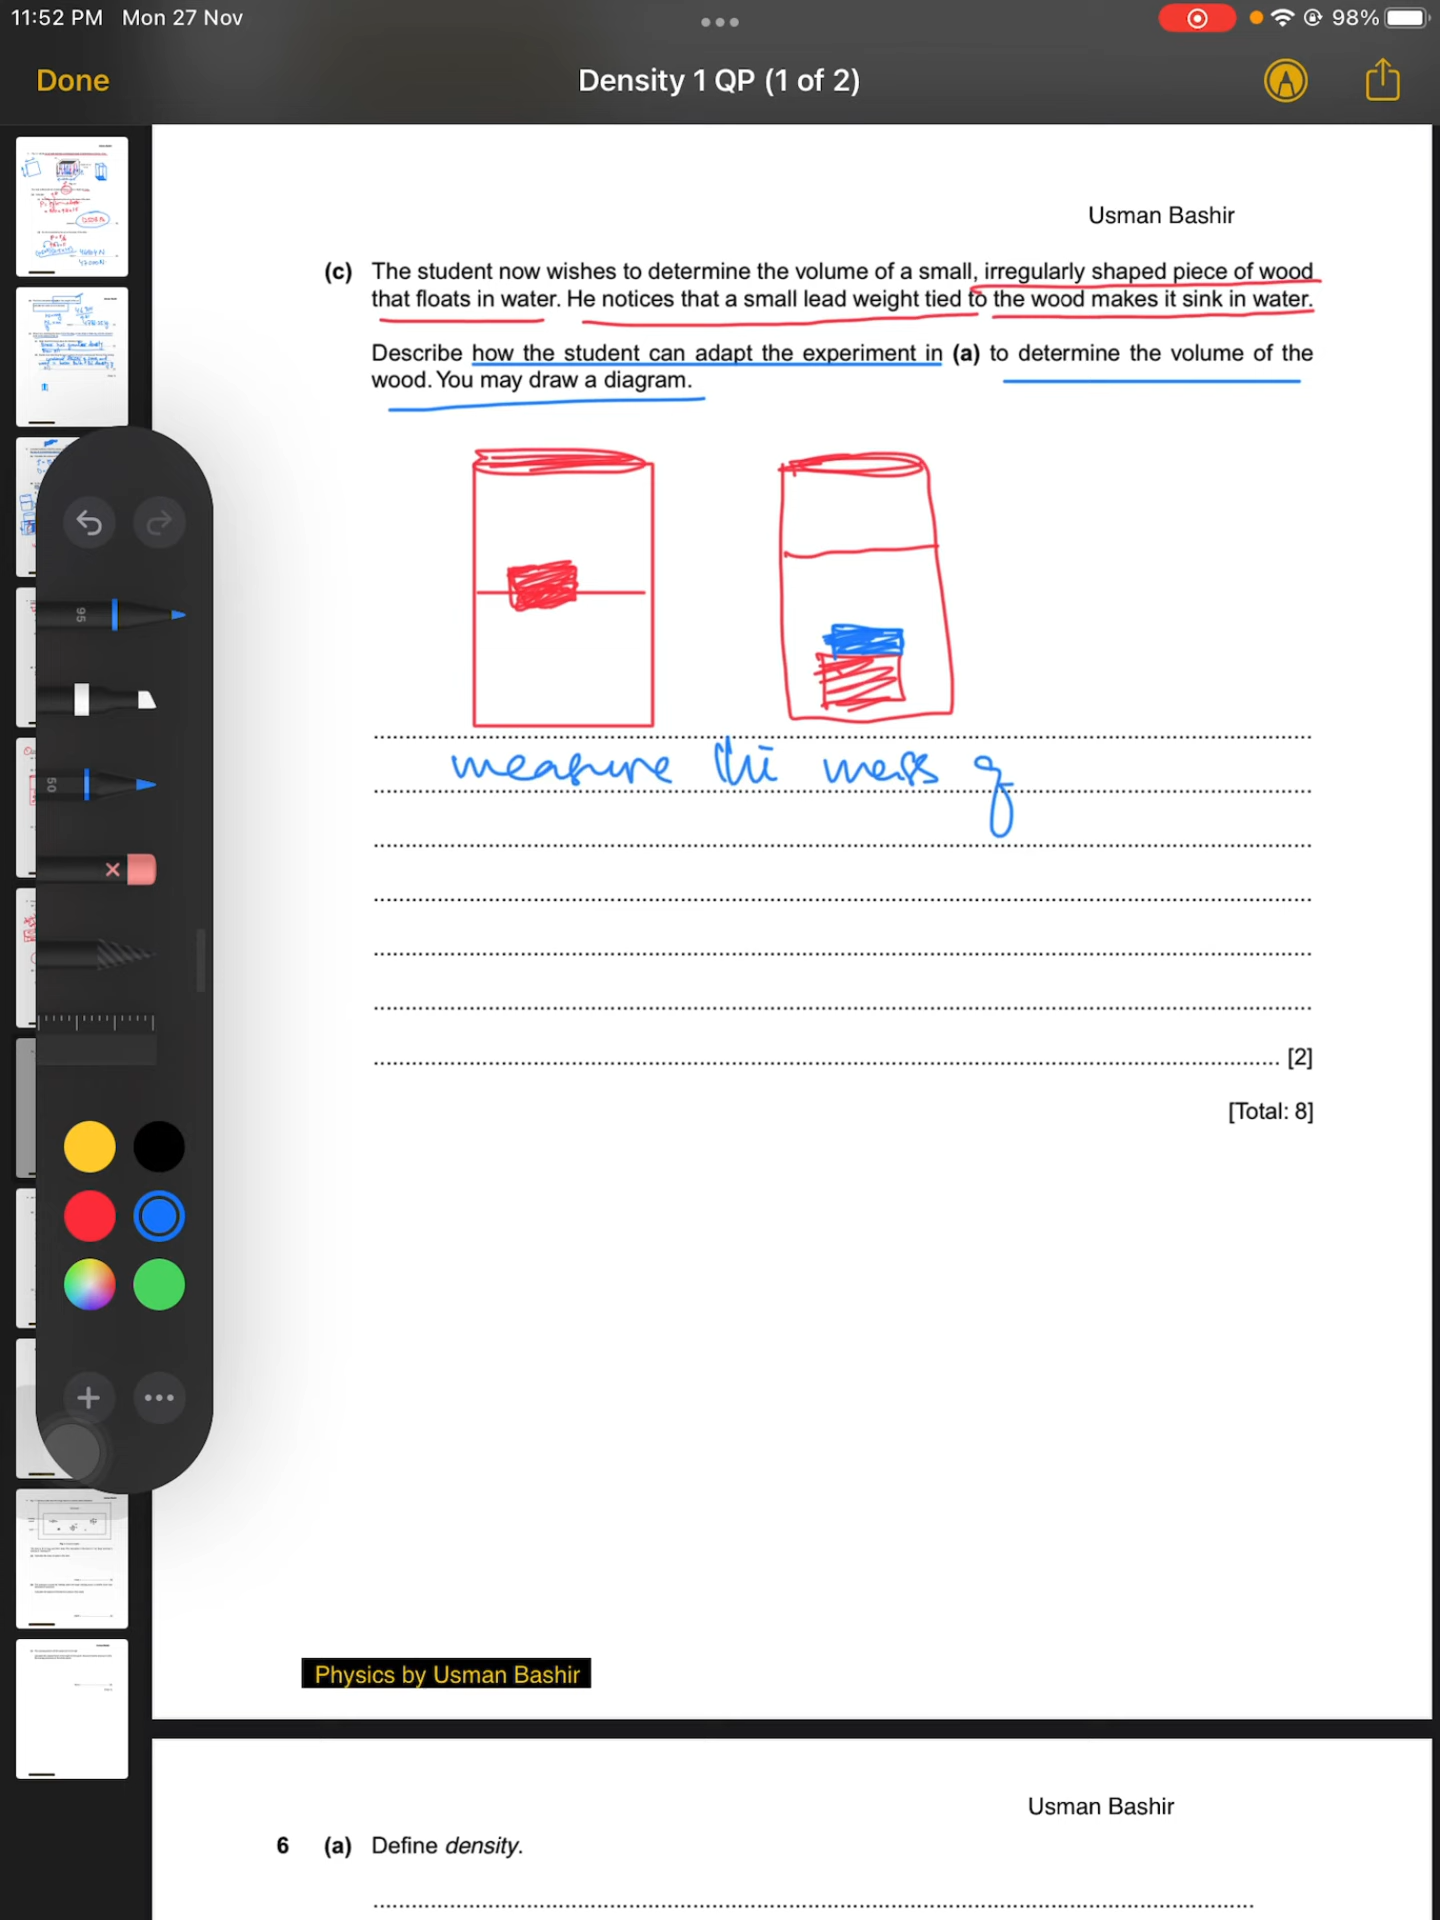 11:52 PM Mon 27 Nov
98%
Done
Density 1 QP (1 of 2)
Usman Bashir
(c) The student now wishes to determine the volume of a small, irregularly shaped piece of wood
that floats in water. He notices that a small lead weight tied to the wood makes it sink in water.
Describe how the student can adapt the experiment in (a) to determine the volume of the
wood. You may draw a diagram.
measure the mass of
[2]
[Total: 8]
95
50
Physics by Usman Bashir
Usman Bashir
6 (a) Define density.